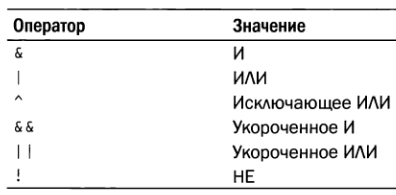 Оператор Значение
& И
| ИЛИ
^ Исключающее ИЛИ
&& Укороченное И
|| Укороченное ИЛИ
! НЕ